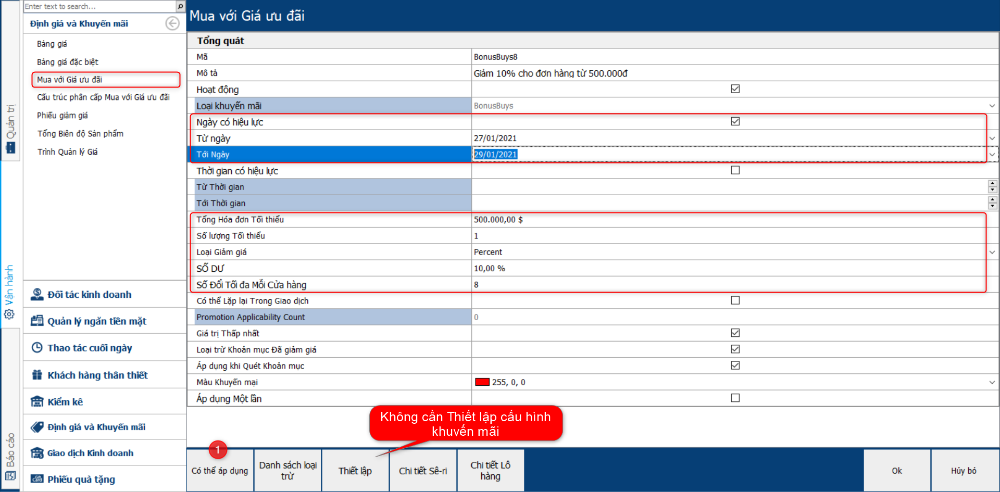 Enter text to search...
Định giá và Khuyến mãi
Bảng giá
Bảng giá đặc biệt
Mua với Giá ưu đãi
Cấu trúc phân cấp Mua với Giá ưu đãi
Phiếu giảm giá
Tổng Biên độ Sản phẩm
Trình Quản lý Giá
Quản trị
Vận hành
Báo cáo
Đối tác kinh doanh
Quản lý ngăn tiền mặt
Thao tác cuối ngày
Khách hàng thân thiết
Kiểm kê
Định giá và Khuyến mãi
Giao dịch Kinh doanh
Phiếu quà tặng
Mua với Giá ưu đãi
Tổng quát
Mã BonusBuys8
Mô tả Giảm 10% cho đơn hàng từ 500.000đ
Hoạt động
Loại khuyến mãi BonusBuys
Ngày có hiệu lực
Từ ngày 27/01/2021
Tới Ngày 29/01/2021
Thời gian có hiệu lực
Từ Thời gian
Tới Thời gian
Tổng Hóa đơn Tối thiểu 500.000,00 $
Số lượng Tối thiểu 1
Loại Giảm giá Percent
SỐ DƯ 10,00 %
Số Đổi Tối đa Mỗi Cửa hàng 8
Có thể Lặp lại Trong Giao dịch
Promotion Applicability Count 0
Giá trị Thấp nhất
Loại trừ Khoản mục Đã giảm giá
Áp dụng khi Quét Khoản mục
Màu Khuyến mại 255, 0, 0
Áp dụng Một lần
Không cần Thiết lập cấu hình
khuyến mãi
1
Có thể áp dụng
Danh sách loại
trừ
Thiết lập
Chi tiết Sê-ri
Chi tiết Lô
hàng
Ok
Hủy bỏ